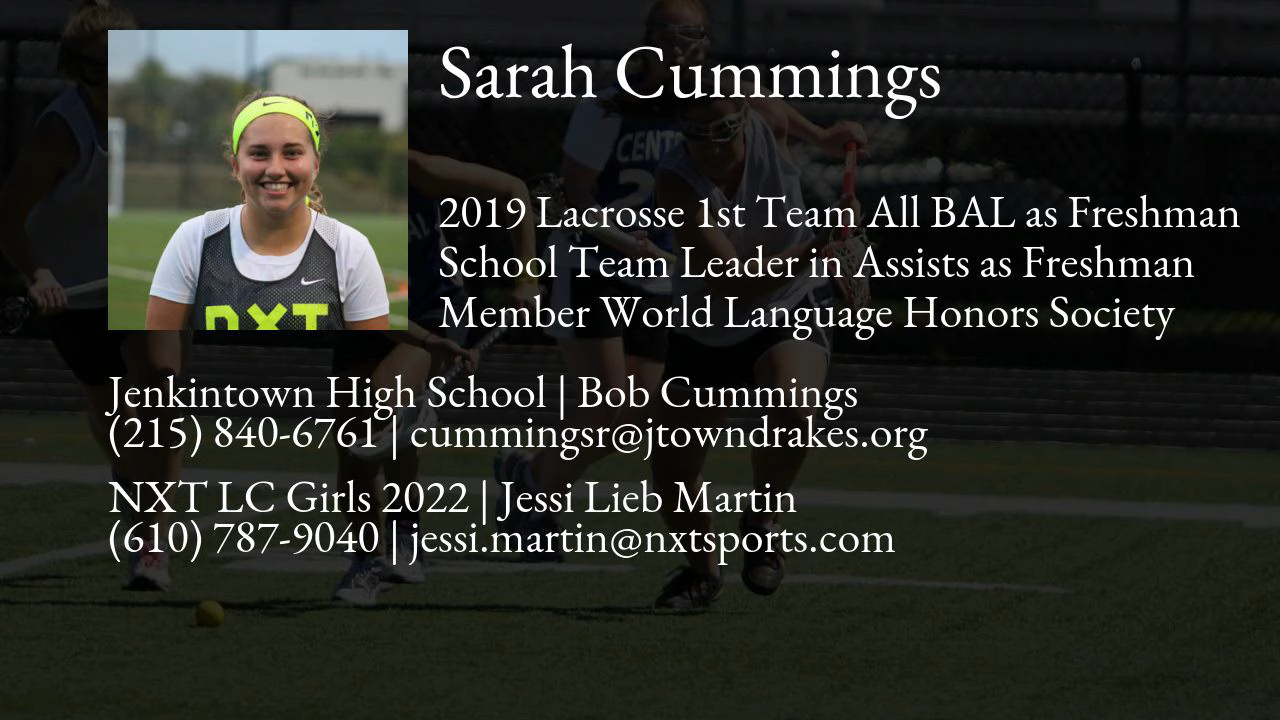 Sarah Cummings
NXT
CENT
2019 Lacrosse 1st Team All BAL as Freshman
School Team Leader in Assists as Freshman
Member World Language Honors Society
Jenkintown High School | Bob Cummings
(215) 840-6761 | cummingsr@jtowndrakes.org
NXT LC Girls 2022 | Jessi Lieb Martin
(610) 787-9040 | jessi.martin@nxtsports.com